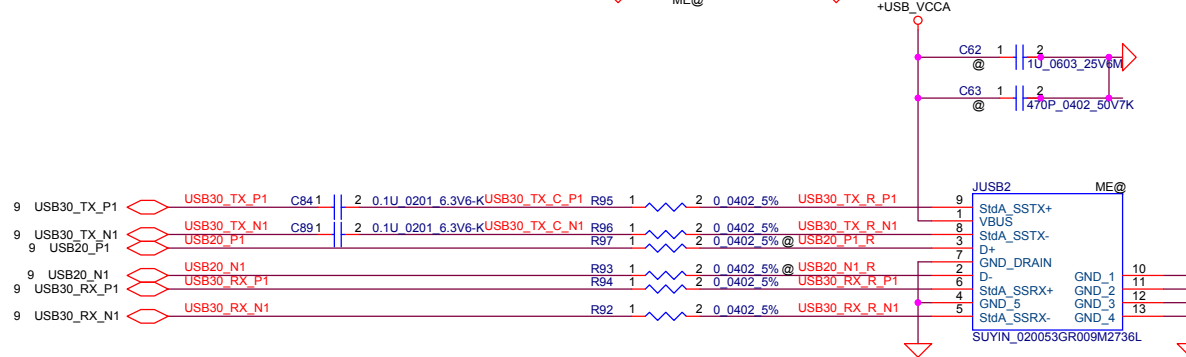 ME@
+USB_VCCA
C62 1 2
@ 1U_0603_25V6M
C63 1 2
@ 470P_0402_50V7K
JUSB2 ME@
9 USB30_TX_P1 USB30_TX_P1 C84 1 2 0.1U_0201_6.3V6-K USB30_TX_C_P1 R95 1 2 0_0402_5% USB30_TX_R_P1 9 StdA_SSTX+
1 VBUS
9 USB30_TX_N1 USB30_TX_N1 C89 1 2 0.1U_0201_6.3V6-K USB30_TX_C_N1 R96 1 2 0_0402_5% USB30_TX_R_N1 8 StdA_SSTX-
9 USB20_P1 USB20_P1 R97 1 2 0_0402_5% @ USB20_P1_R 3 D+
7 GND_DRAIN
9 USB20_N1 USB20_N1 R93 1 2 0_0402_5% @ USB20_N1_R 2 D- GND_1 10
9 USB30_RX_P1 USB30_RX_P1 R94 1 2 0_0402_5% USB30_RX_R_P1 6 StdA_SSRX+ GND_2 11
4 GND_5 GND_3 12
9 USB30_RX_N1 USB30_RX_N1 R92 1 2 0_0402_5% USB30_RX_R_N1 5 StdA_SSRX- GND_4 13
SUYIN_020053GR009M2736L